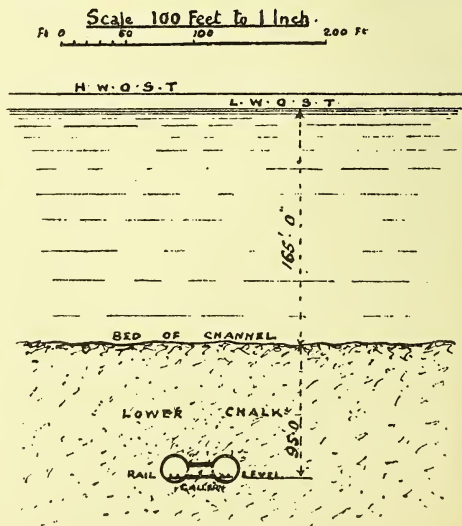 Scale 100 Feet to 1 Inch.
Ft 0 50 100 200 Ft
H·W·O·S·T
L·W·O·S·T·
165'.0"
BED OF CHANNEL
LOWER CHALK
95.0
RAIL LEVEL
GALLERY